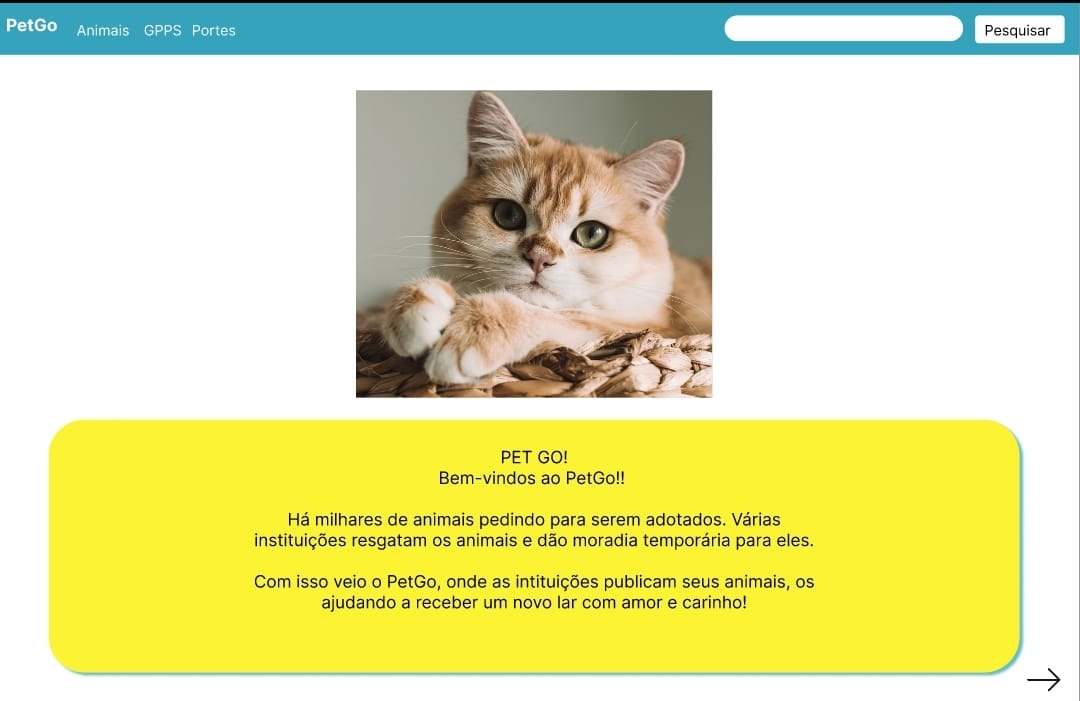 PetGo
Animais GPPS Portes
Pesquisar
PET GO!
Bem-vindos ao PetGo!!
Há milhares de animais pedindo para serem adotados. Várias
instituições resgatam os animais e dão moradia temporária para eles.
Com isso veio o PetGo, onde as intituições publicam seus animais, os
ajudando a receber um novo lar com amor e carinho!